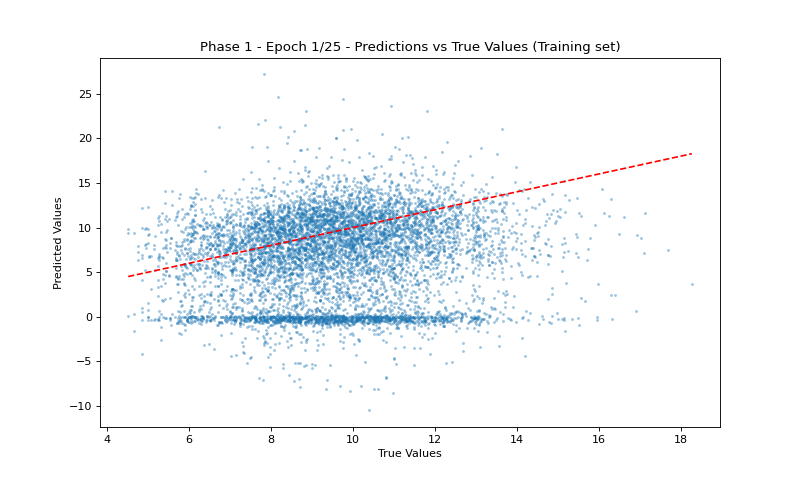 Phase 1 - Epoch 1/25 - Predictions vs True Values (Training set)
Predicted Values
25
20
15
10
5
0
−5
−10
4 6 8 10 12 14 16 18
True Values